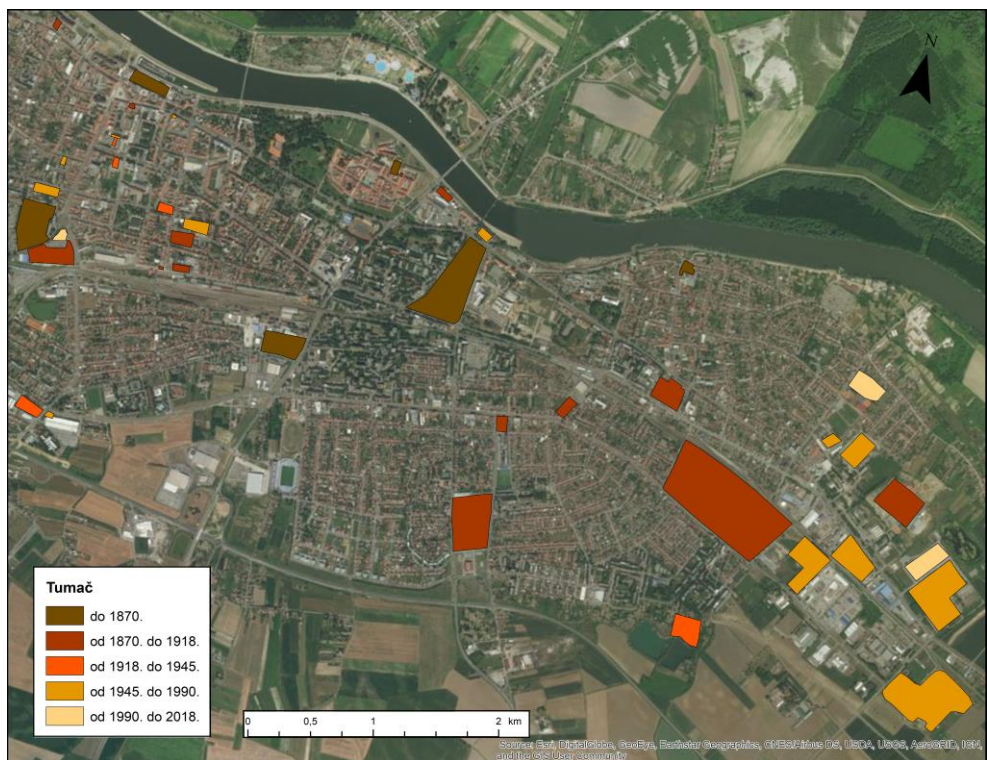 N
Tumač
do 1870.
od 1870. do 1918.
od 1918. do 1945.
od 1945. do 1990.
od 1990. do 2018.
0 0,5 1 2 km
Source: Esri, DigitalGlobe, GeoEye, Earthstar Geographics, CNES/Airbus DS, USDA, USGS, AeroGRID, IGN,
and the GIS User Community